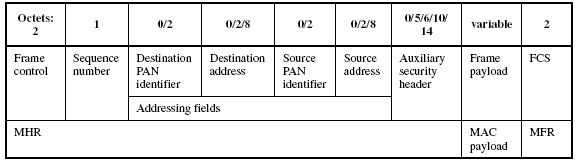 Octets: 2 1 0/2 0/2/8 0/2 0/2/8 0/5/6/10/14 variable 2
Frame control Sequence number Destination PAN identifier Destination address Source PAN identifier Source address Auxiliary security header Frame payload FCS
Addressing fields
MHR MAC payload MFR